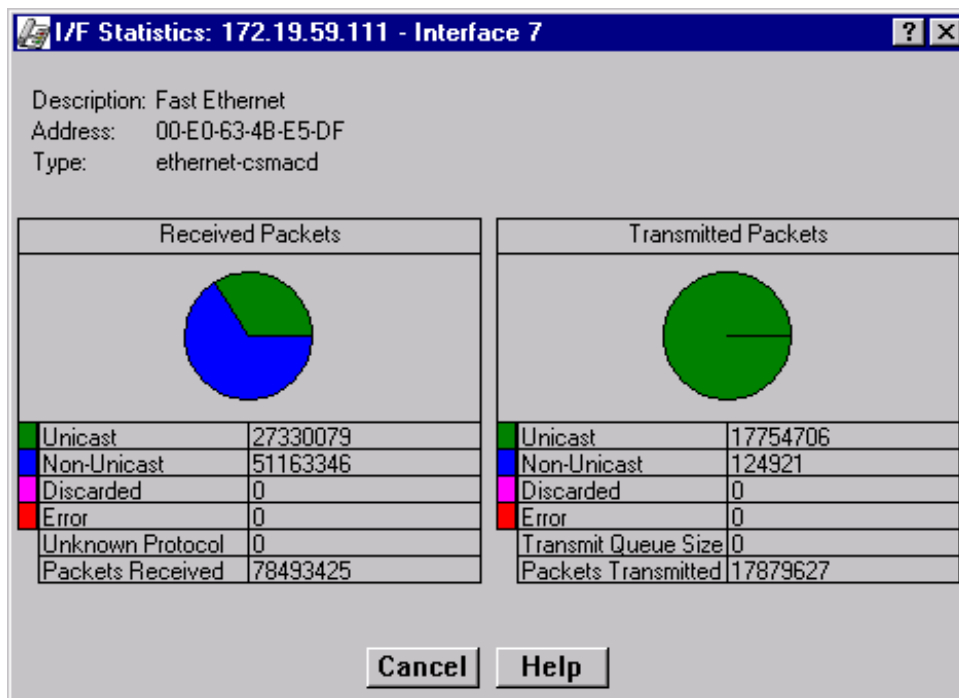 I/F Statistics: 172.19.59.111 - Interface 7
Description: Fast Ethernet
Address: 00-E0-63-4B-E5-DF
Type: ethernet-csmacd
Received Packets
Unicast 27330079
Non-Unicast 51163346
Discarded 0
Error 0
Unknown Protocol 0
Packets Received 78493425
Transmitted Packets
Unicast 17754706
Non-Unicast 124921
Discarded 0
Error 0
Transmit Queue Size 0
Packets Transmitted 17879627
Cancel Help